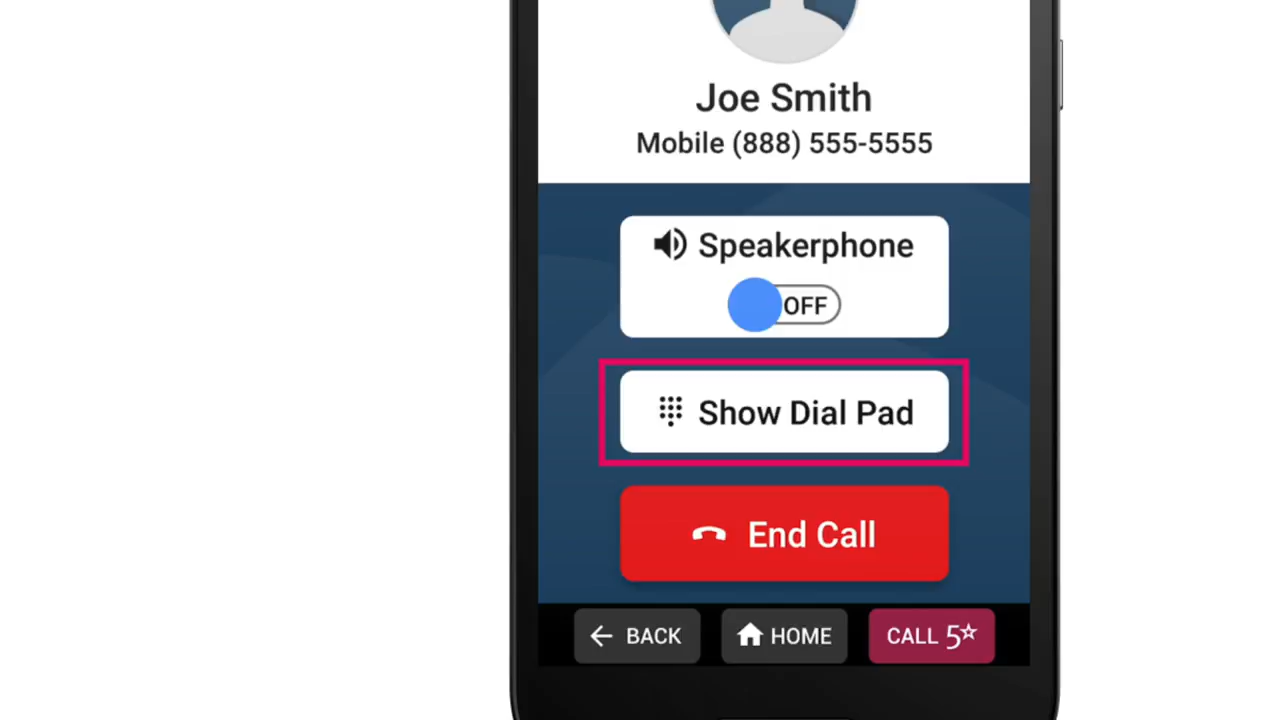 Joe Smith
Mobile (888) 555-5555
Speakerphone
OFF
Show Dial Pad
End Call
BACK HOME CALL 5☆